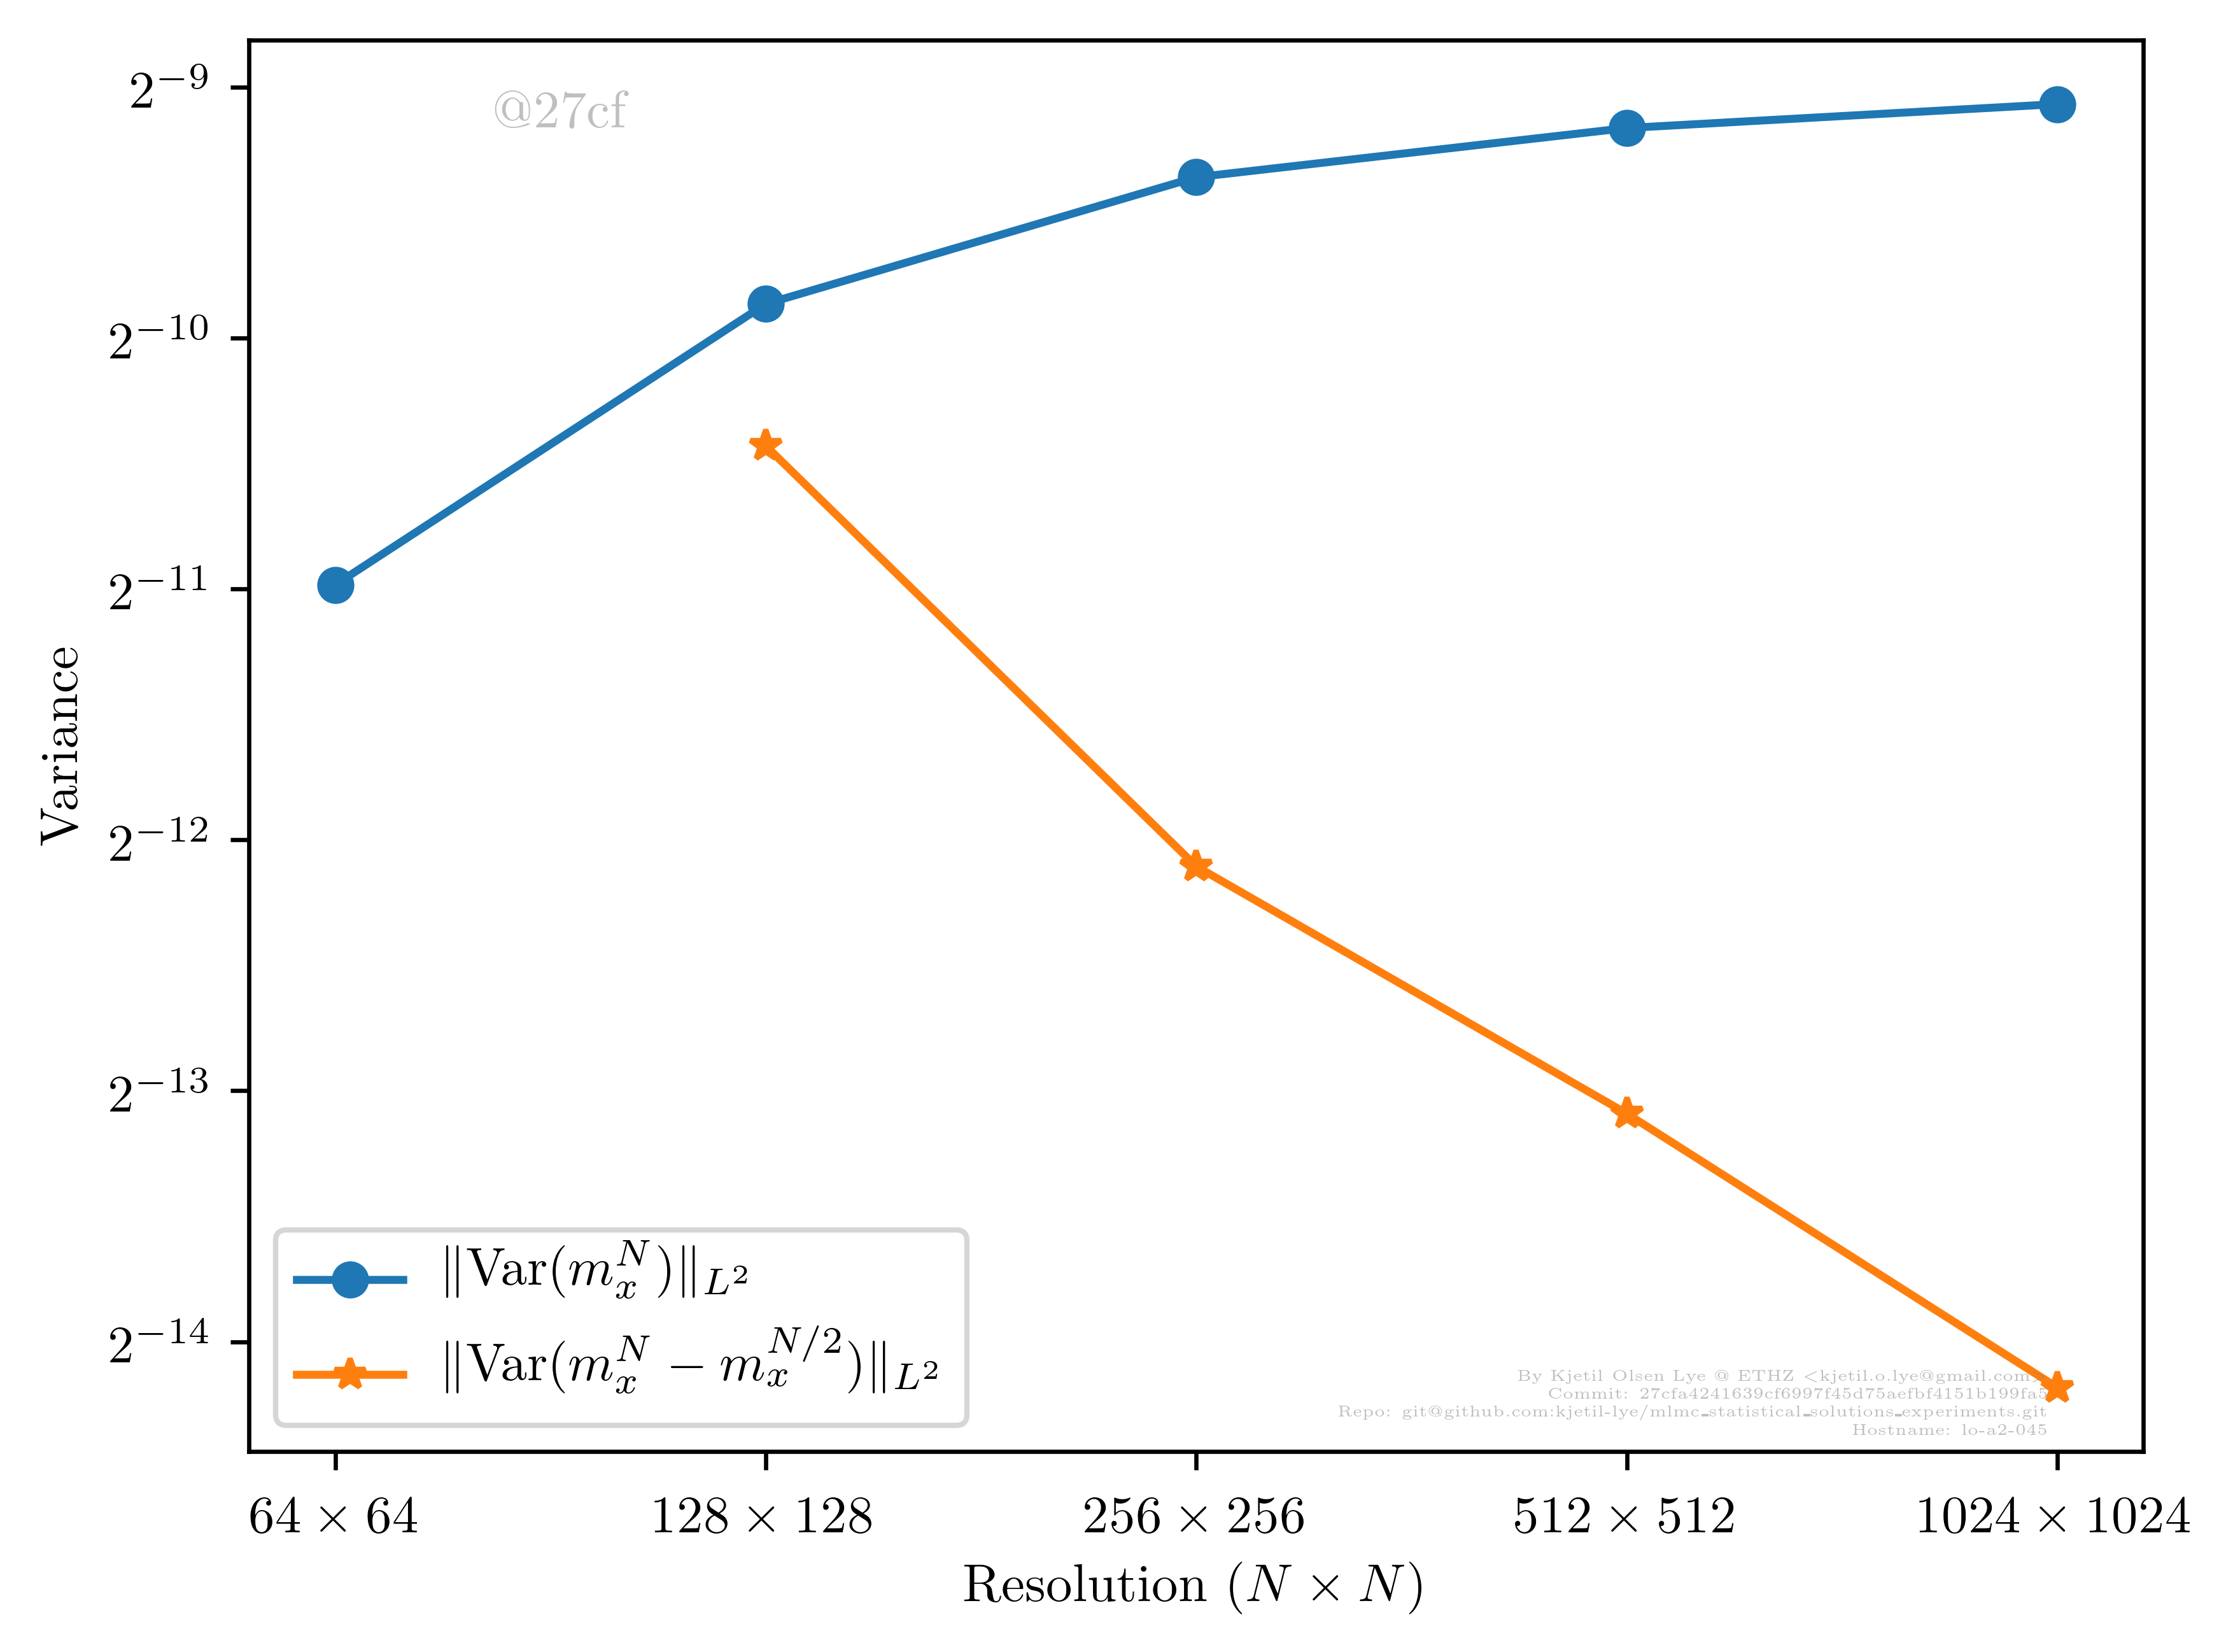 @27cf
2^{-9}
2^{-10}
2^{-11}
2^{-12}
2^{-13}
2^{-14}
Variance
‖Var(m_x^N)‖_{L^2}
‖Var(m_x^N − m_x^{N/2})‖_{L^2}
By Kjetil Olsen Lye @ ETHZ <kjetil.o.lye@gmail.com>
Commit: 27cfa4241639cf6997f45d75aefbf4151b199fa5
Repo: git@github.com:kjetil-lye/mlmc_statistical_solutions_experiments.git
Hostname: lo-a2-045
64 × 64
128 × 128
256 × 256
512 × 512
1024 × 1024
Resolution (N × N)